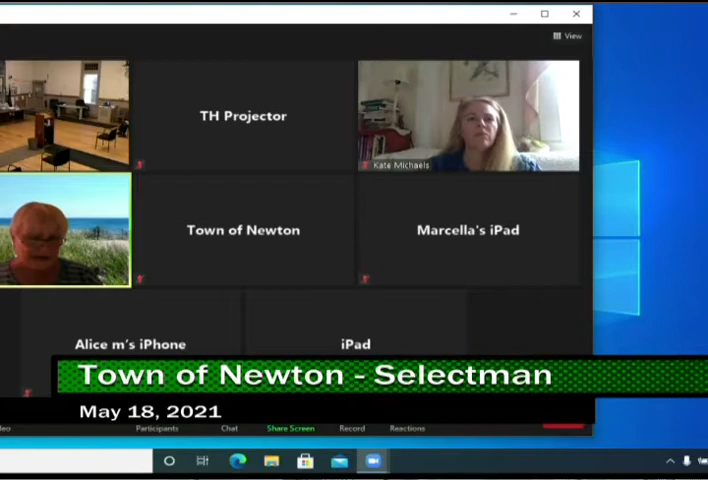 View
TH Projector
Kate Michaels
Town of Newton
Marcella's iPad
Alice m's iPhone
iPad
Town of Newton - Selectman
May 18, 2021
Participants
Chat
Share Screen
Record
Reactions